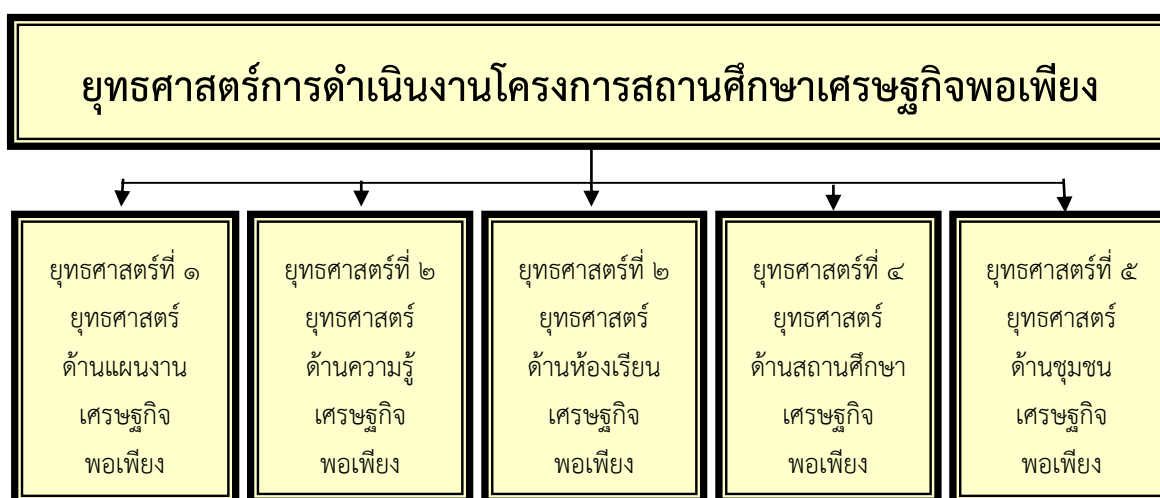 ยุทธศาสตร์การดำเนินงานโครงการสถานศึกษาเศรษฐกิจพอเพียง
ยุทธศาสตร์ที่ ๑
ยุทธศาสตร์
ด้านแผนงาน
เศรษฐกิจ
พอเพียง
ยุทธศาสตร์ที่ ๒
ยุทธศาสตร์
ด้านความรู้
เศรษฐกิจ
พอเพียง
ยุทธศาสตร์ที่ ๒
ยุทธศาสตร์
ด้านห้องเรียน
เศรษฐกิจ
พอเพียง
ยุทธศาสตร์ที่ ๔
ยุทธศาสตร์
ด้านสถานศึกษา
เศรษฐกิจ
พอเพียง
ยุทธศาสตร์ที่ ๕
ยุทธศาสตร์
ด้านชุมชน
เศรษฐกิจ
พอเพียง